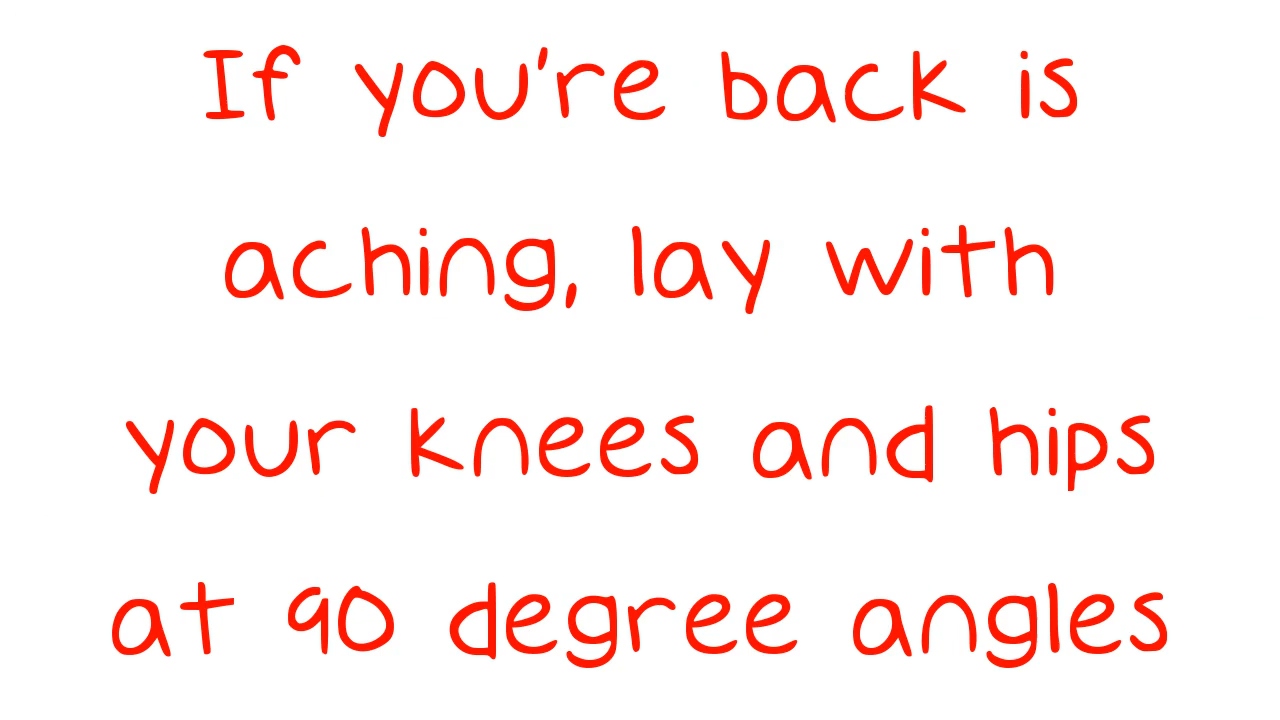 If you're back is
aching, lay with
your knees and hips
at 90 degree angles